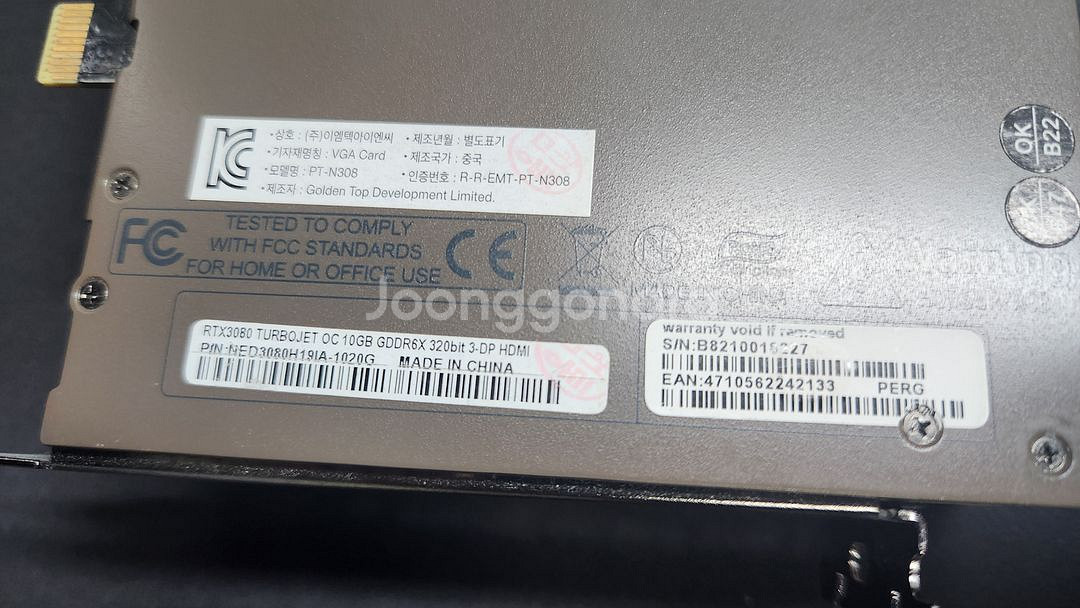 ·상호 : (주)이엠텍아이엔씨 ·제조년월 : 별도표기
·기자재명칭 : VGA Card ·제조국가 : 중국
·모델명 : PT-N308 ·인증번호 : R-R-EMT-PT-N308
·제조자 : Golden Top Development Limited.
OK
B22
FC
TESTED TO COMPLY
WITH FCC STANDARDS
FOR HOME OR OFFICE USE
CE
RTX3080 TURBOJET OC 10GB GDDR6X 320bit 3-DP HDMI
P/N:NED3080H19IA-1020G MADE IN CHINA
warranty void if removed
EAN:4710562242133 PERG